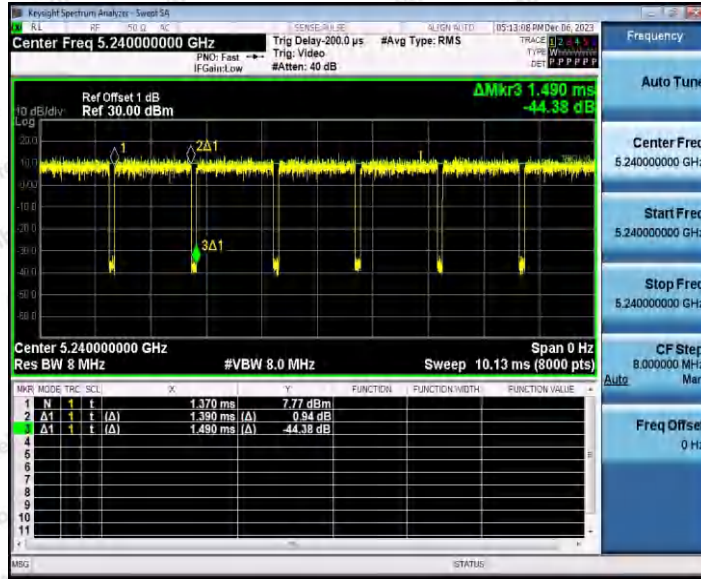 Keysight Spectrum Analyzer - Swept SA
RL RF 50 Ω AC SENSE:PULSE ALIGN AUTO 05:13:08 PM Dec 06, 2023
Center Freq 5.240000000 GHz
PNO: Fast
IFGain:Low
Trig Delay-200.0 µs
Trig: Video
#Atten: 40 dB
#Avg Type: RMS
TRACE 1 2 3 4 5 6
TYPE W
DET P P P P P P
Ref Offset 1 dB
10 dB/div Ref 30.00 dBm
Log
ΔMkr3 1.490 ms
-44.38 dB
20.0
10.0
0.00
-10.0
-20.0
-30.0
-40.0
-50.0
-60.0
1
2Δ1
3Δ1
Center 5.240000000 GHz Span 0 Hz
Res BW 8 MHz #VBW 8.0 MHz Sweep 10.13 ms (8000 pts)
MKR MODE TRC SCL X Y FUNCTION FUNCTION WIDTH FUNCTION VALUE
1 N 1 t 1.370 ms 7.77 dBm
2 Δ1 1 t (Δ) 1.390 ms (Δ) 0.94 dB
3 Δ1 1 t (Δ) 1.490 ms (Δ) -44.38 dB
4
5
6
7
8
9
10
11
MSG STATUS
Frequency
Auto Tune
Center Freq
5.240000000 GHz
Start Freq
5.240000000 GHz
Stop Freq
5.240000000 GHz
CF Step
8.000000 MHz
Auto Man
Freq Offset
0 Hz